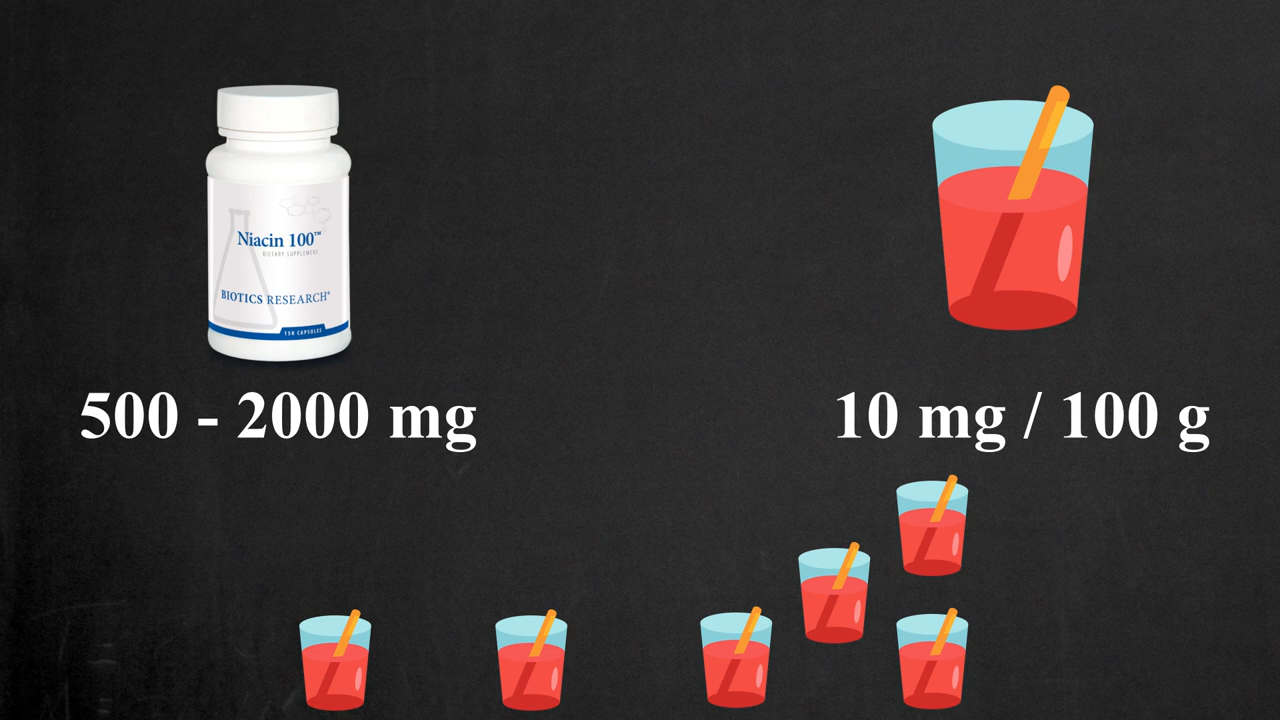 Niacin 100™
DIETARY SUPPLEMENT
BIOTICS RESEARCH®
150 CAPSULES
500 - 2000 mg
10 mg / 100 g